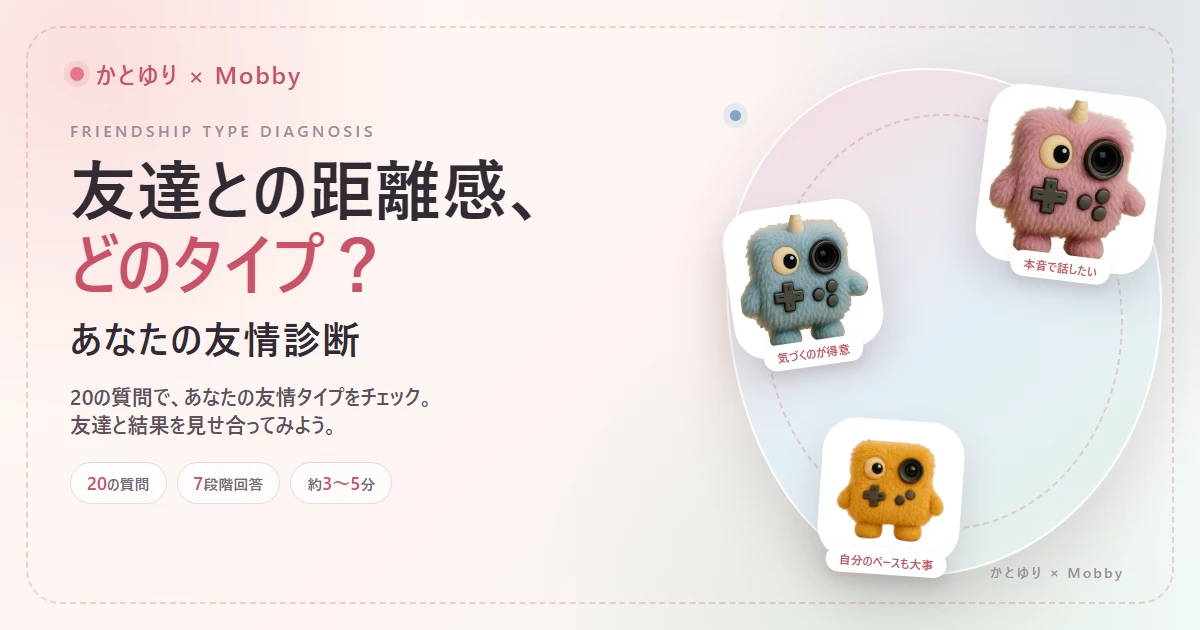 かとゆり × Mobby
FRIENDSHIP TYPE DIAGNOSIS
友達との距離感、
どのタイプ？
あなたの友情診断
20の質問で、あなたの友情タイプをチェック。
友達と結果を見せ合ってみよう。
20の質問
7段階回答
約3〜5分
本音で話したい
気づくのが得意
自分のペースも大事
かとゆり × Mobby